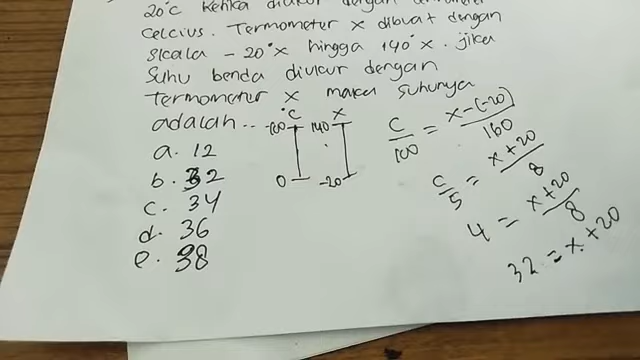 20°C ketika diukur dengan
Celcius. Termometer X dibuat dengan
skala -20°X hingga 140°X. jika
Suhu benda diukur dengan
Termometer X maka suhunya
adalah...
a. 12
b. 32
c. 34
d. 36
e. 38
°C X
100 140
0 -20
C/100 = X-(-20)/160
C/5 = X+20/8
4 = X+20/8
32 = X+20